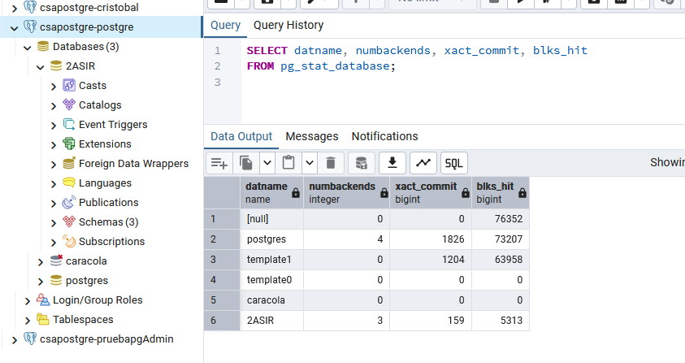 csapostgre-cristobal
csapostgre-postgre
Databases (3)
2ASIR
Casts
Catalogs
Event Triggers
Extensions
Foreign Data Wrappers
Languages
Publications
Schemas (3)
Subscriptions
caracola
postgres
Login/Group Roles
Tablespaces
csapostgre-pruebapgAdmin
Query Query History
1 SELECT datname, numbackends, xact_commit, blks_hit
2 FROM pg_stat_database;
3
Data Output Messages Notifications
SQL Showin
datname name numbackends integer xact_commit bigint blks_hit bigint
1 [null] 0 0 76352
2 postgres 4 1826 73207
3 template1 0 1204 63958
4 template0 0 0 0
5 caracola 0 0 0
6 2ASIR 3 159 5313